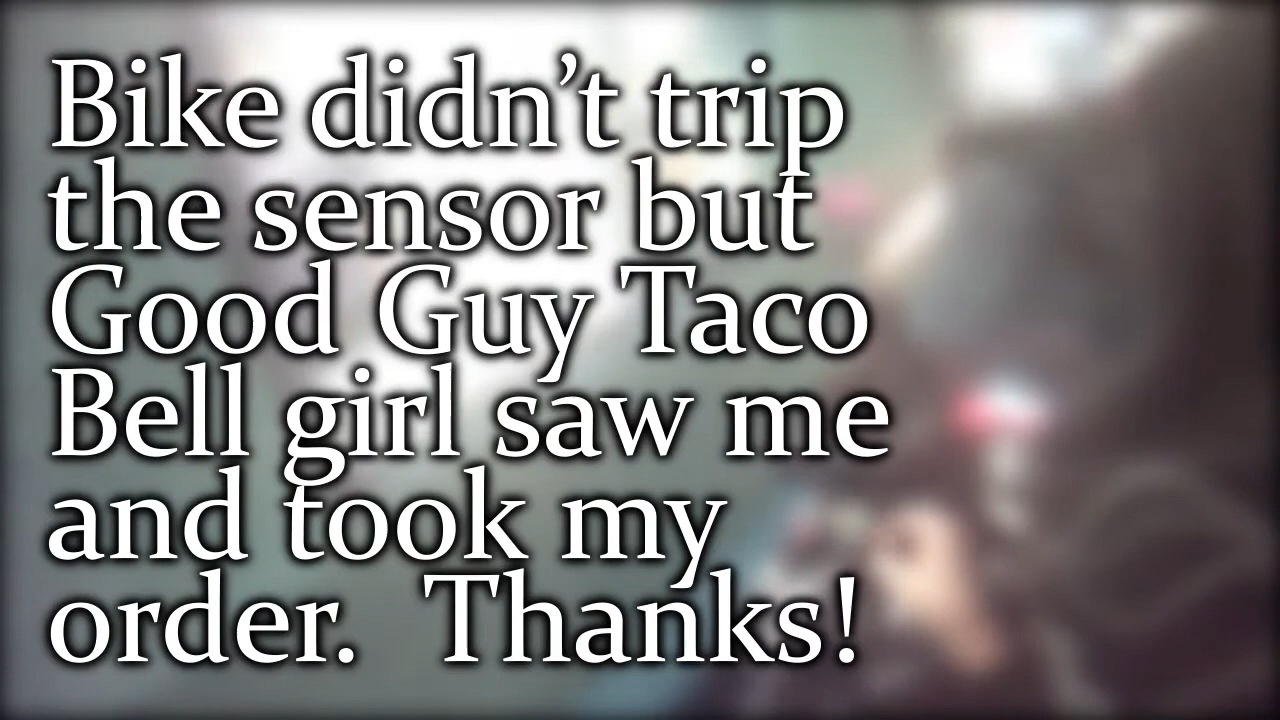 Bike didn’t trip
the sensor but
Good Guy Taco
Bell girl saw me
and took my
order.  Thanks!